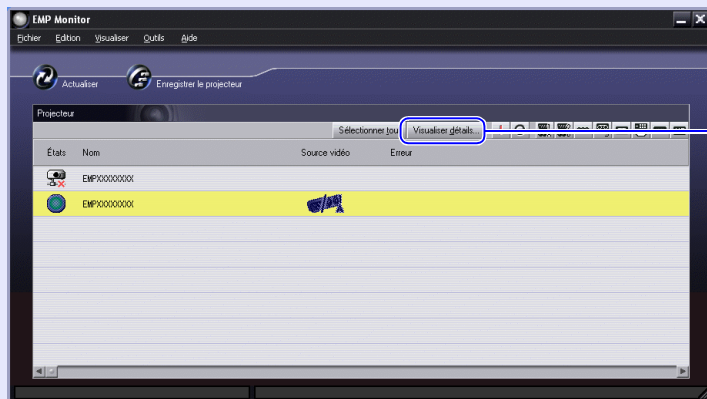 EMP Monitor
Fichier Edition Visualiser Outils Aide
Actualiser Enregistrer le projecteur
Projecteur
Sélectionner tou Visualiser détails...
États Nom Source vidéo Erreur
EMPXXXXXXXX
EMPXXXXXXXX